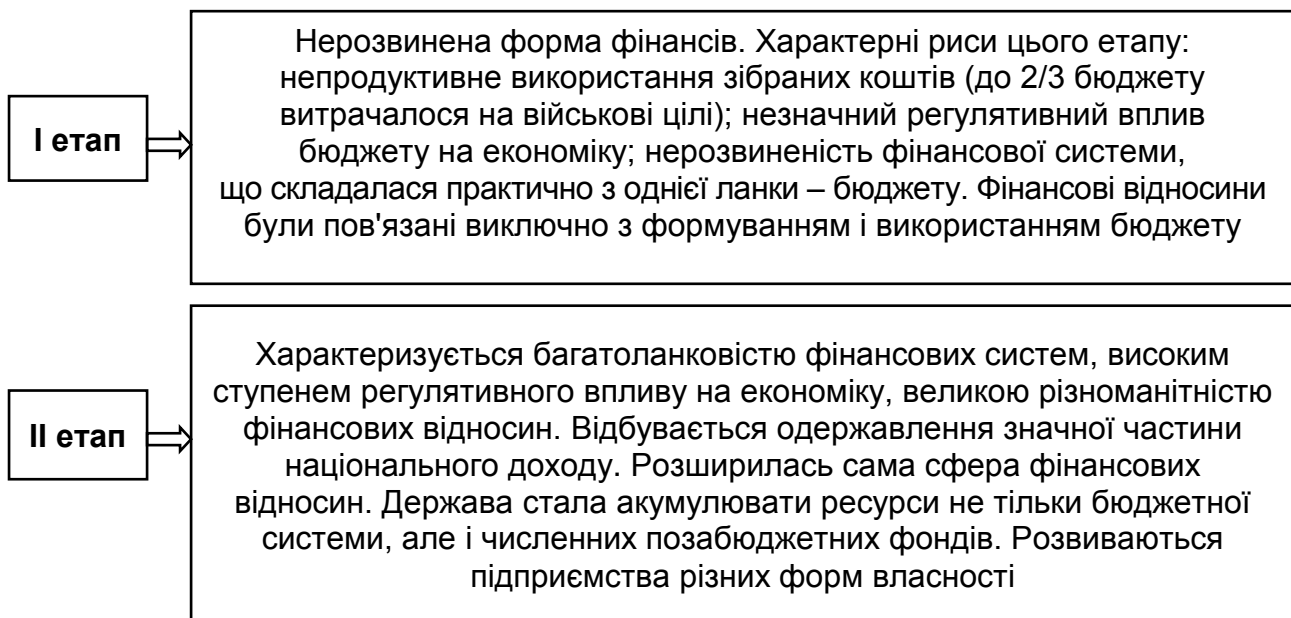 І етап
Нерозвинена форма фінансів. Характерні риси цього етапу:
непродуктивне використання зібраних коштів (до 2/3 бюджету
витрачалося на військові цілі); незначний регулятивний вплив
бюджету на економіку; нерозвиненість фінансової системи,
що складалася практично з однієї ланки – бюджету. Фінансові відносини
були пов'язані виключно з формуванням і використанням бюджету
ІІ етап
Характеризується багатоланковістю фінансових систем, високим
ступенем регулятивного впливу на економіку, великою різноманітністю
фінансових відносин. Відбувається одержавлення значної частини
національного доходу. Розширилась сама сфера фінансових
відносин. Держава стала акумулювати ресурси не тільки бюджетної
системи, але і численних позабюджетних фондів. Розвиваються
підприємства різних форм власності